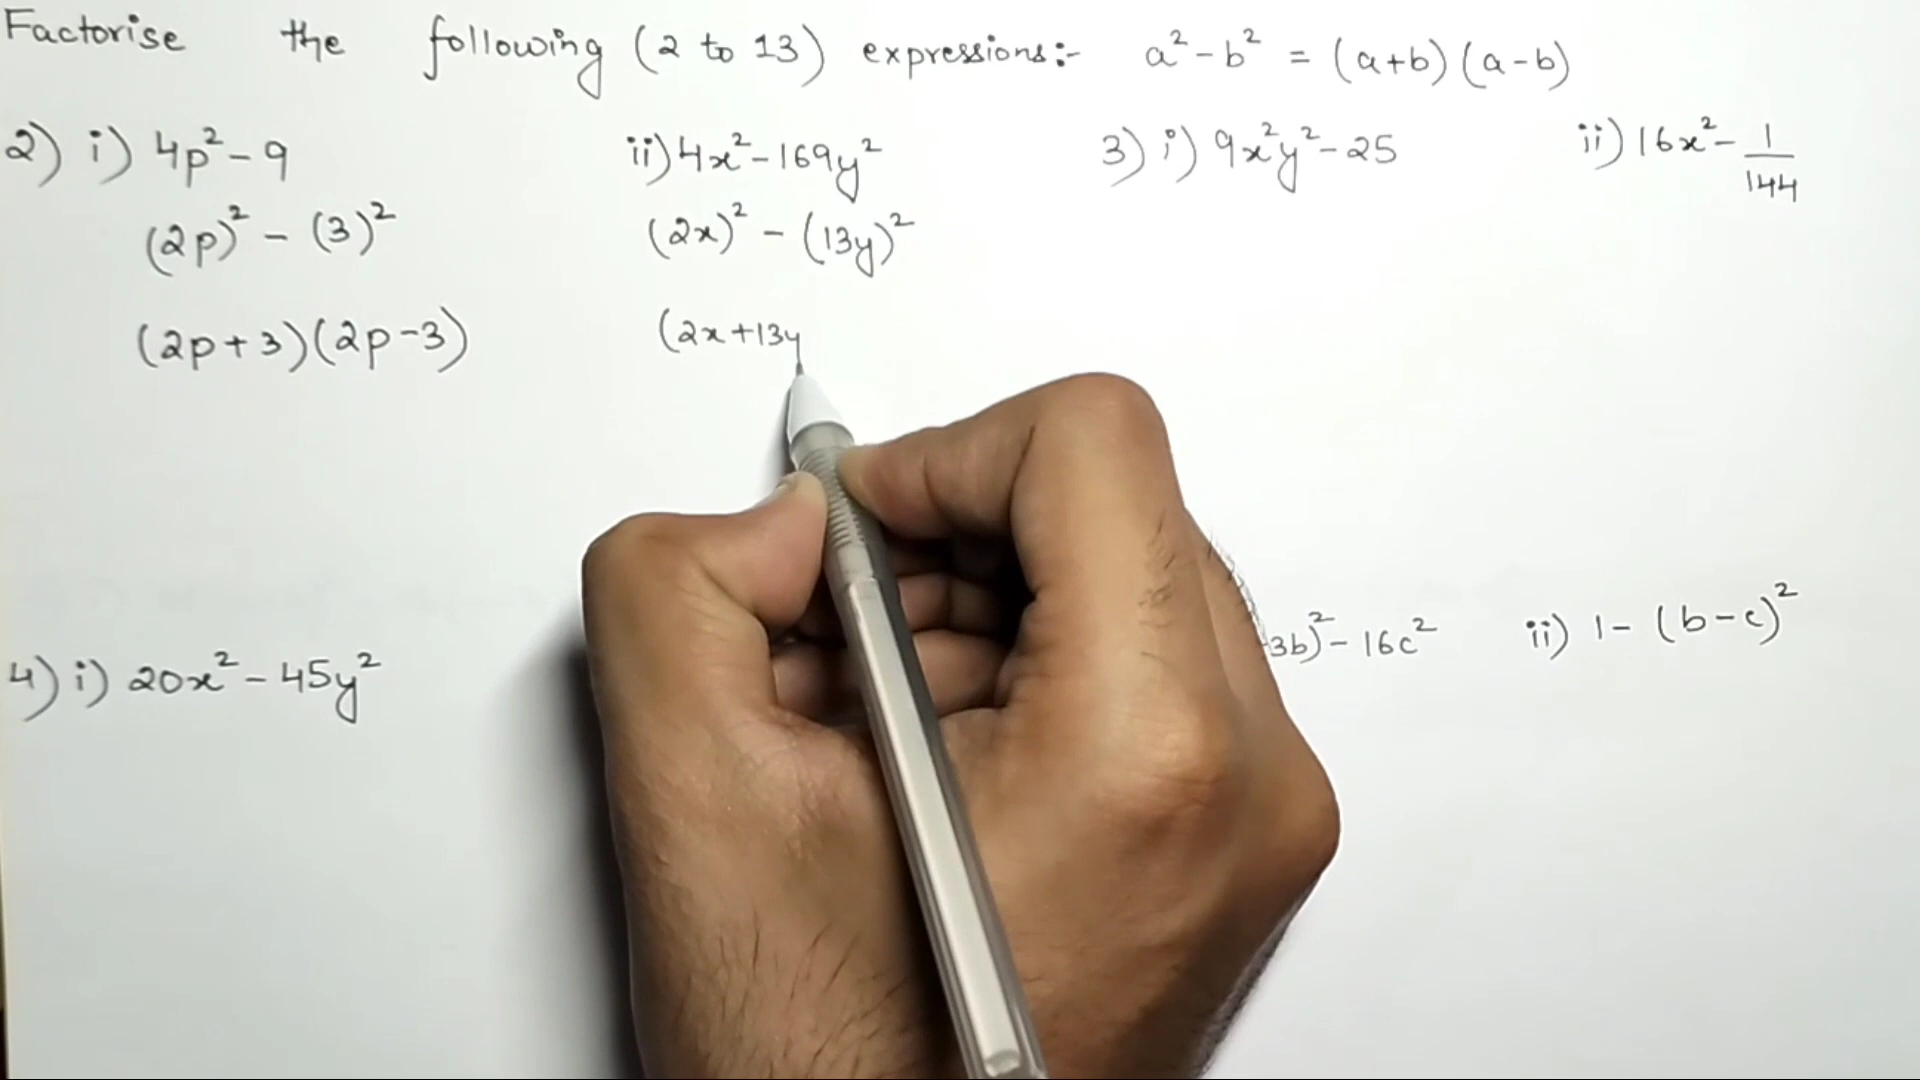 Factorise the following (2 to 13) expressions:- a² - b² = (a+b)(a-b)
2) i) 4p² - 9
(2p)² - (3)²
(2p+3)(2p-3)
ii) 4x² - 169y²
(2x)² - (13y)²
(2x+13y
3) i) 9x²y² - 25
ii) 16x² - 1/144
4) i) 20x² - 45y²
3b)² - 16c²
ii) 1 - (b-c)²